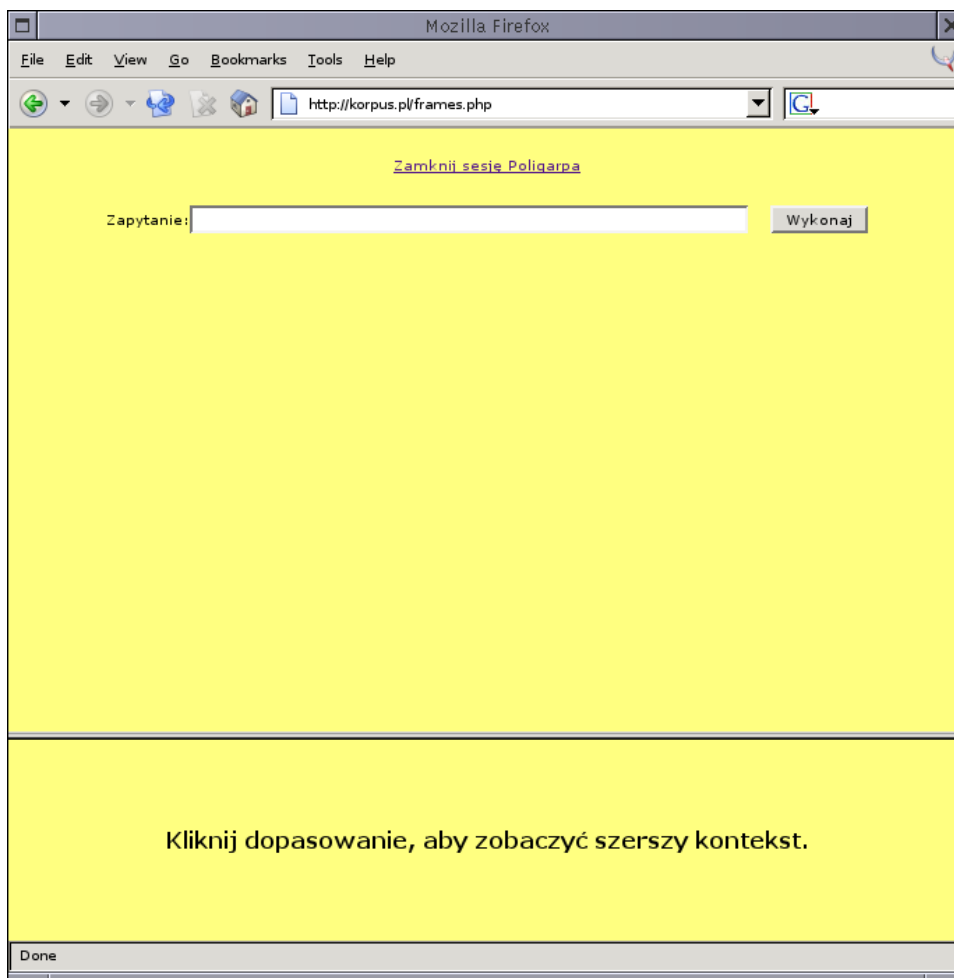 Mozilla Firefox
File Edit View Go Bookmarks Tools Help
http://korpus.pl/frames.php
G
Zamknij sesję Poliqarpa
Zapytanie: Wykonaj
Kliknij dopasowanie, aby zobaczyć szerszy kontekst.
Done